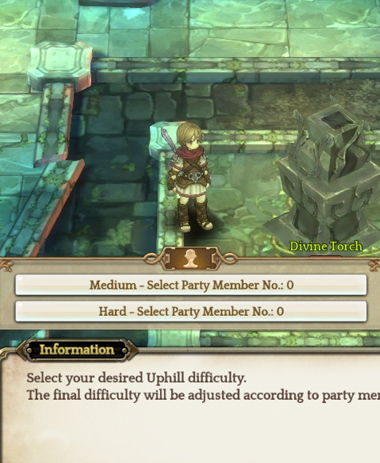 Divine Torch
Medium - Select Party Member No.: 0
Hard - Select Party Member No.: 0
Information
Select your desired Uphill difficulty.
The final difficulty will be adjusted according to party mem